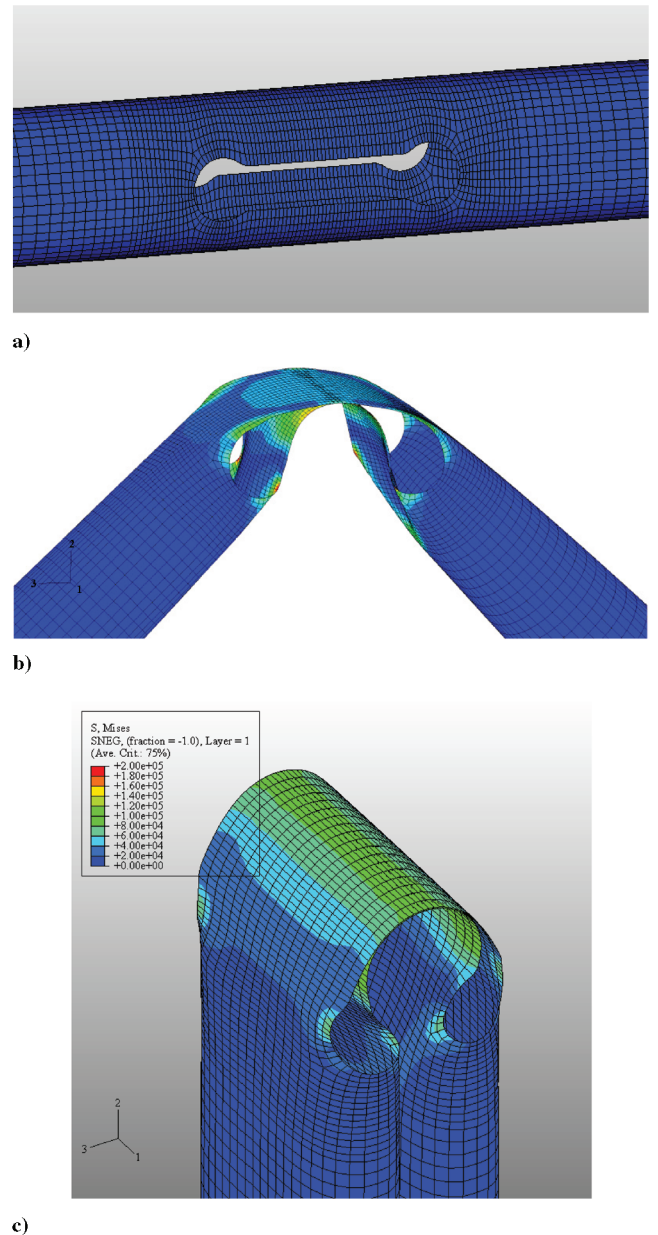 a)
2
3
1
b)
S, Mises
SNEG, (fraction = -1.0), Layer = 1
(Ave. Crit.: 75%)
+2.00e+05
+1.80e+05
+1.60e+05
+1.40e+05
+1.20e+05
+1.00e+05
+8.00e+04
+6.00e+04
+4.00e+04
+2.00e+04
+0.00e+00
2
3
1
c)